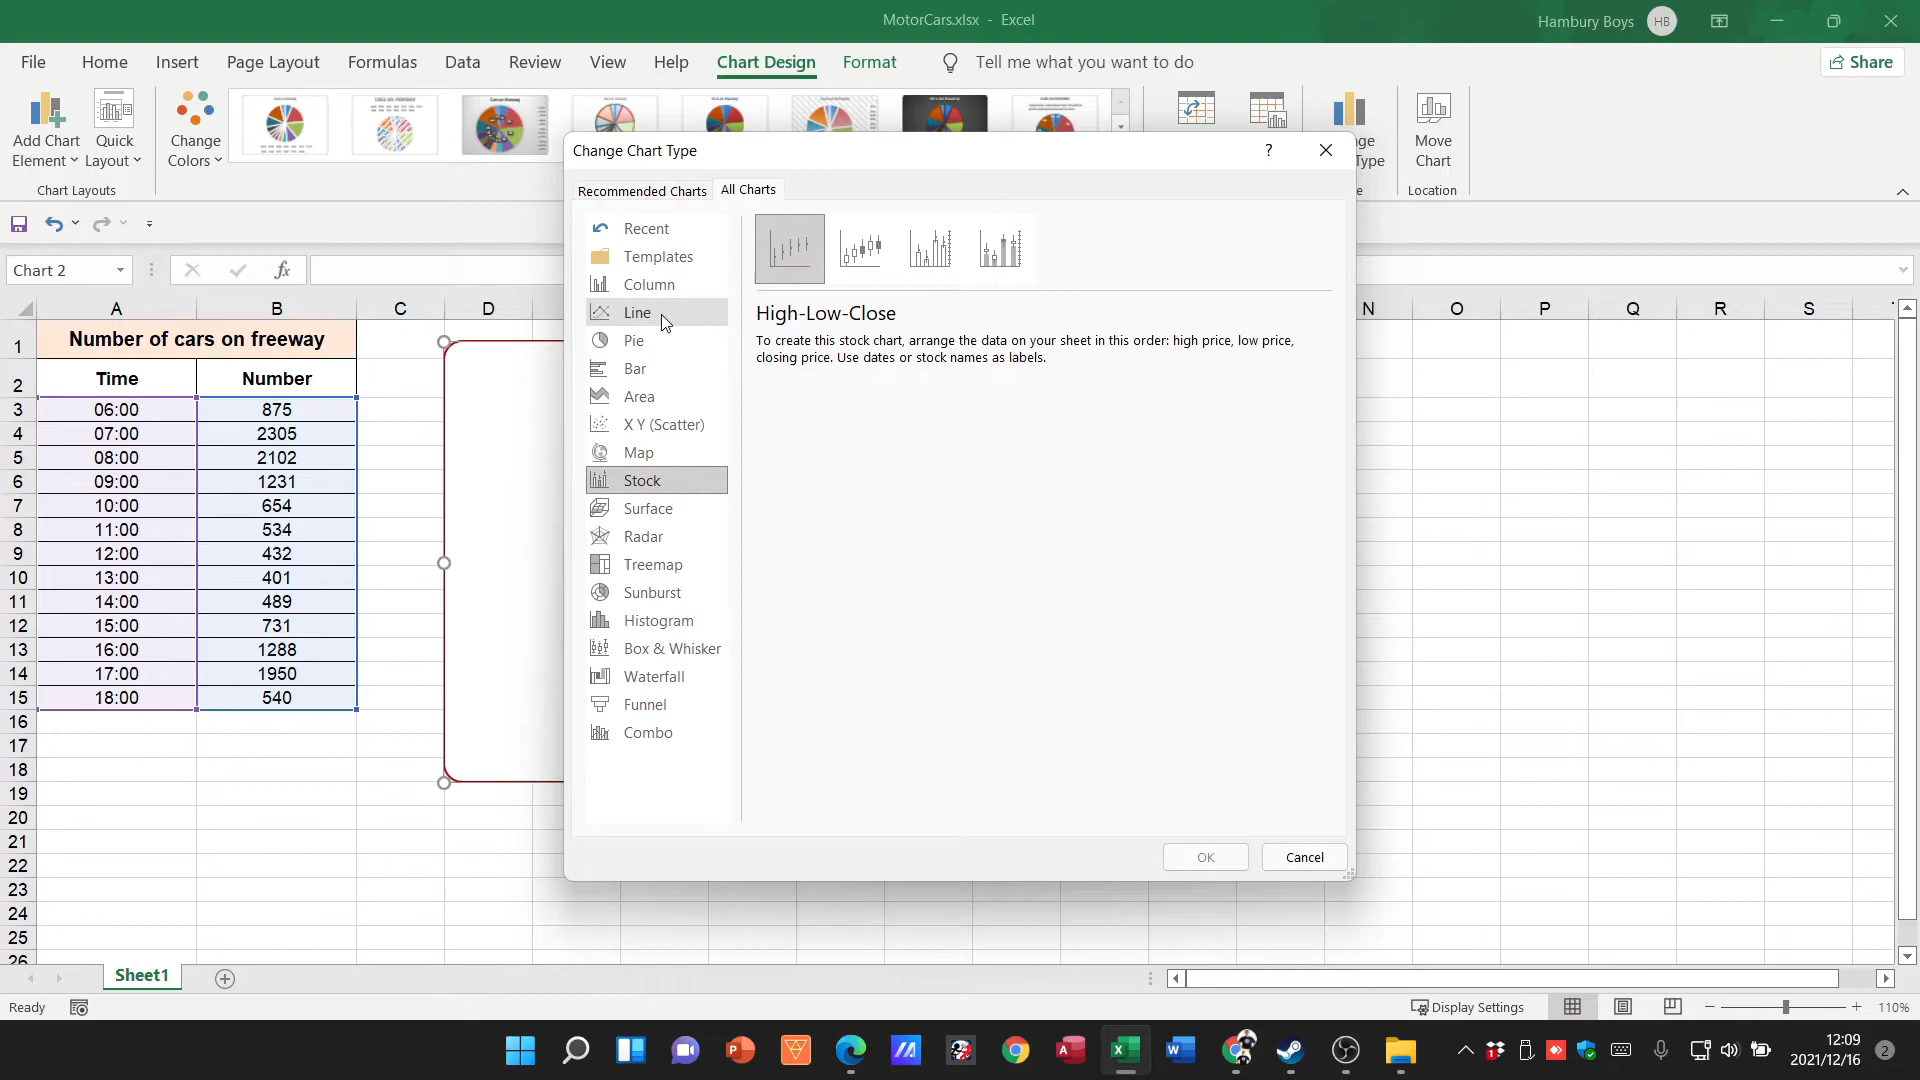 MotorCars.xlsx - Excel
Hambury Boys
HB
File Home Insert Page Layout Formulas Data Review View Help Chart Design Format Tell me what you want to do Share
Add Chart Element
Quick Layout
Change Colors
Move Chart
Chart Layouts
Location
Chart 2
fx
Change Chart Type
?
Recommended Charts
All Charts
Recent
Templates
Column
Line
Pie
Bar
Area
X Y (Scatter)
Map
Stock
Surface
Radar
Treemap
Sunburst
Histogram
Box & Whisker
Waterfall
Funnel
Combo
High-Low-Close
To create this stock chart, arrange the data on your sheet in this order: high price, low price,
closing price. Use dates or stock names as labels.
OK
Cancel
A B C D N O P Q R S
1 Number of cars on freeway
2 Time Number
3 06:00 875
4 07:00 2305
5 08:00 2102
6 09:00 1231
7 10:00 654
8 11:00 534
9 12:00 432
10 13:00 401
11 14:00 489
12 15:00 731
13 16:00 1288
14 17:00 1950
15 18:00 540
16
17
18
19
20
21
22
23
24
25
26
Sheet1
Ready
Display Settings
110%
12:09
2021/12/16
2